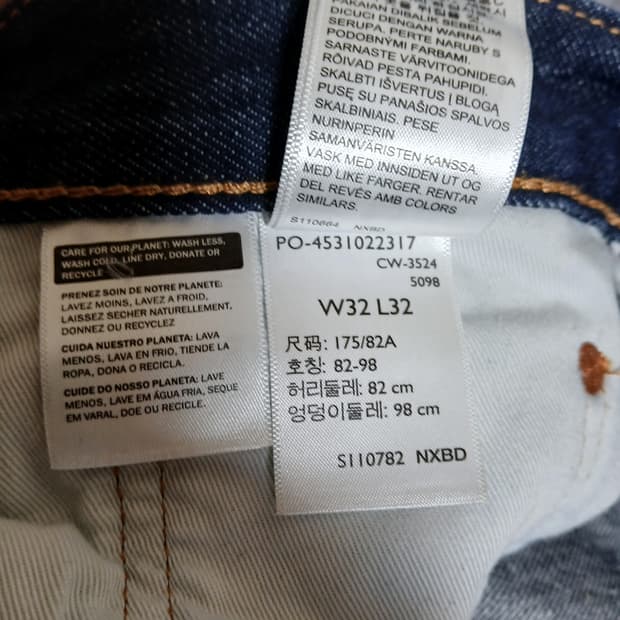 PAKAIAN DIBALIK SEBELUM
DICUCI DENGAN WARNA
SERUPA. PERTE NARUBY S
PODOBNÝMI FARBAMI.
SARNASTE VÄRVITOONIDEGA
RÕIVAD PESTA PAHUPIDI.
SKALBTI IŠVERTUS Į BLOGĄ
PUSĘ SU PANAŠIOS SPALVOS
SKALBINIAIS. PESE
NURINPERIN
SAMANVÄRISTEN KANSSA.
VASK MED INNSIDEN UT OG
MED LIKE FARGER. RENTAR
DEL REVÉS AMB COLORS
SIMILARS.
S110664 NXBD
CARE FOR OUR PLANET: WASH LESS,
WASH COLD, LINE DRY, DONATE OR
RECYCLE
PRENEZ SOIN DE NOTRE PLANETE:
LAVEZ MOINS, LAVEZ A FROID,
LAISSEZ SECHER NATURELLEMENT.
DONNEZ OU RECYCLEZ
CUIDA NUESTRO PLANETA: LAVA
MENOS, LAVA EN FRIO, TIENDE LA
ROPA, DONA O RECICLA.
CUIDE DO NOSSO PLANETA: LAVE
MENOS, LAVE EM ÁGUA FRIA, SEQUE
EM VARAL, DOE OU RECICLE.
PO-4531022317
CW-3524
5098
W32 L32
尺码: 175/82A
호칭: 82-98
허리둘레: 82 cm
엉덩이둘레: 98 cm
S110782 NXBD